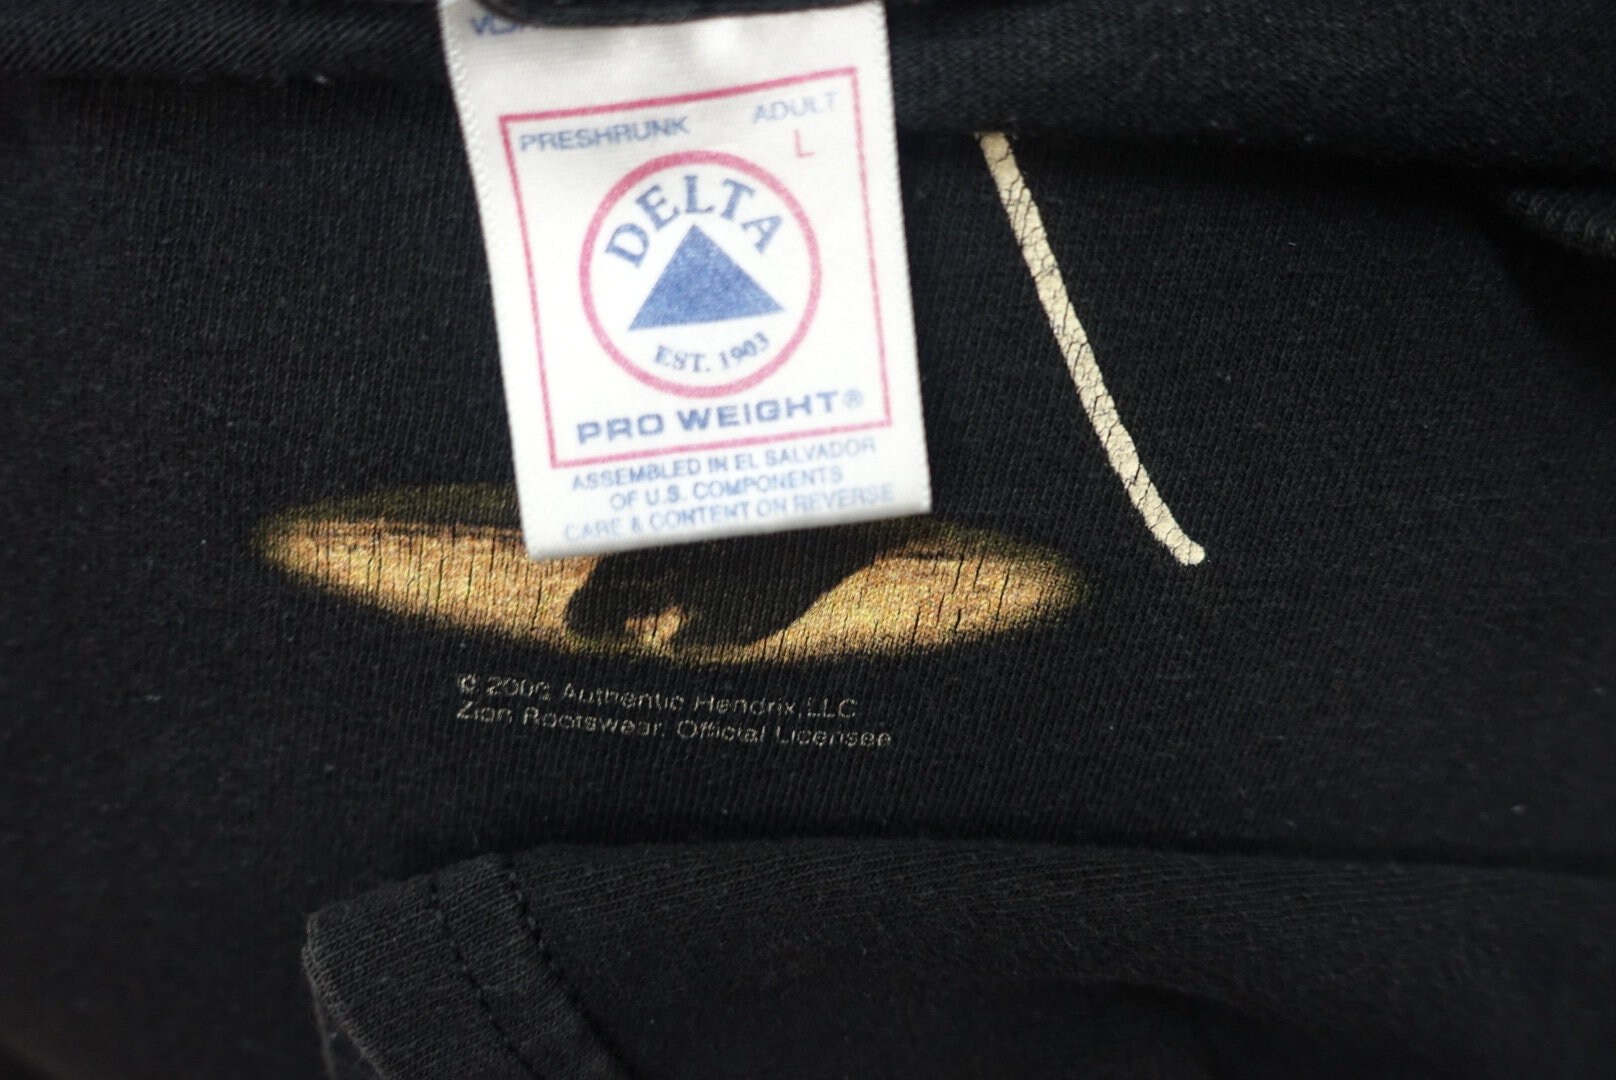 PRESHRUNK
ADULT
L
DELTA
EST. 1903
PRO WEIGHT®
ASSEMBLED IN EL SALVADOR
OF U.S. COMPONENTS
CARE & CONTENT ON REVERSE
© Authentic Hendrix, LLC
Zion Rootswear. Official Licensee